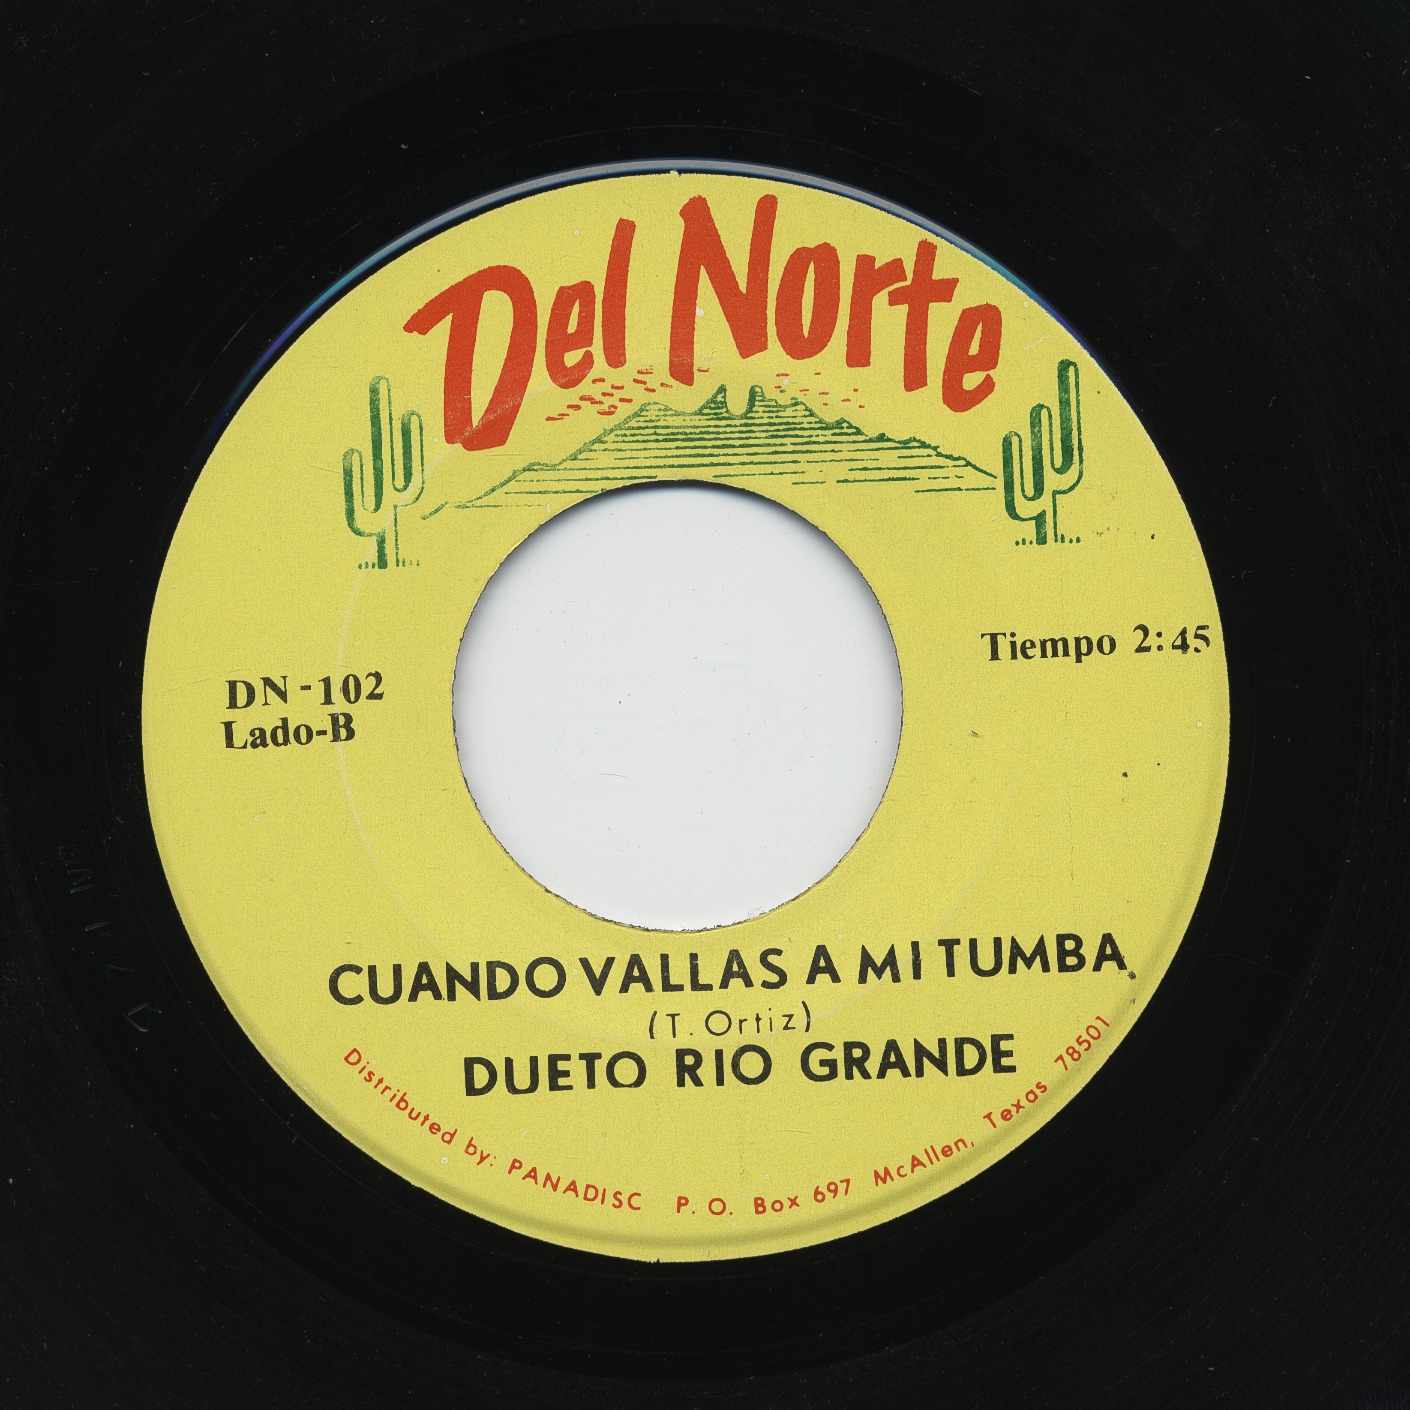 Del Norte
Tiempo 2:45
DN-102
Lado-B
CUANDO VALLAS A MI TUMBA
(T. Ortiz)
DUETO RIO GRANDE
Distributed by: PANADISC P. O. Box 697 McAllen, Texas 78501